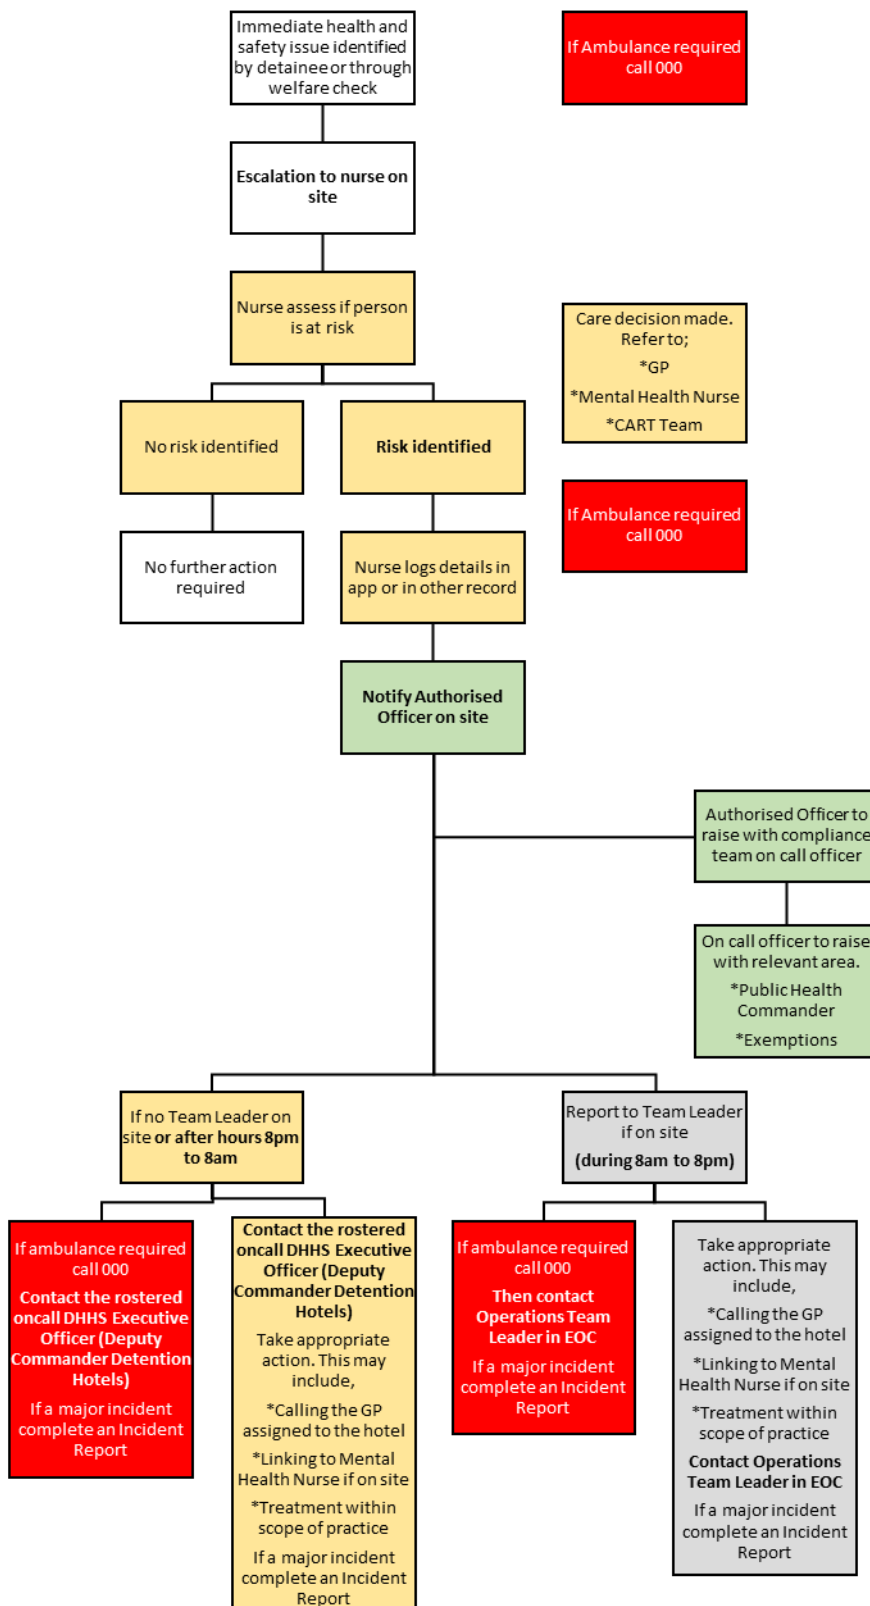 Immediate health and
safety issue identified
by detainee or through
welfare check
If Ambulance required
call 000
Escalation to nurse on
site
Nurse assess if person
is at risk
Care decision made.
Refer to;
*GP
*Mental Health Nurse
*CART Team
No risk identified
Risk identified
If Ambulance required
call 000
No further action
required
Nurse logs details in
app or in other record
Notify Authorised
Officer on site
Authorised Officer to
raise with compliance
team on call officer
On call officer to raise
with relevant area.
*Public Health
Commander
*Exemptions
If no Team Leader on
site or after hours 8pm
to 8am
Report to Team Leader
if on site
(during 8am to 8pm)
If ambulance required
call 000
Contact the rostered
oncall DHHS Executive
Officer (Deputy
Commander Detention
Hotels)
If a major incident
complete an Incident
Report
Contact the rostered
oncall DHHS Executive
Officer (Deputy
Commander Detention
Hotels)
Take appropriate
action. This may
include,
*Calling the GP
assigned to the hotel
*Linking to Mental
Health Nurse if on site
*Treatment within
scope of practice
If a major incident
complete an Incident
Report
If ambulance required
call 000
Then contact
Operations Team
Leader in EOC
If a major incident
complete an Incident
Report
Take appropriate
action. This may
include,
*Calling the GP
assigned to the hotel
*Linking to Mental
Health Nurse if on site
*Treatment within
scope of practice
Contact Operations
Team Leader in EOC
If a major incident
complete an Incident
Report